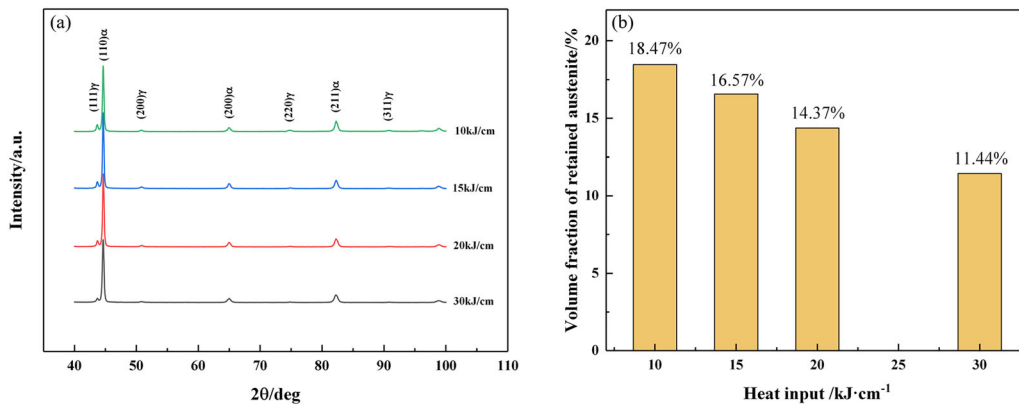 (a)
Intensity/a.u.
(111)γ
(110)α
(200)γ
(200)α
(220)γ
(211)α
(311)γ
10kJ/cm
15kJ/cm
20kJ/cm
30kJ/cm
40 50 60 70 80 90 100 110
2θ/deg
(b)
Volume fraction of retained austenite/%
20
15
10
5
0
18.47%
16.57%
14.37%
11.44%
10 15 20 25 30
Heat input /kJ·cm⁻¹